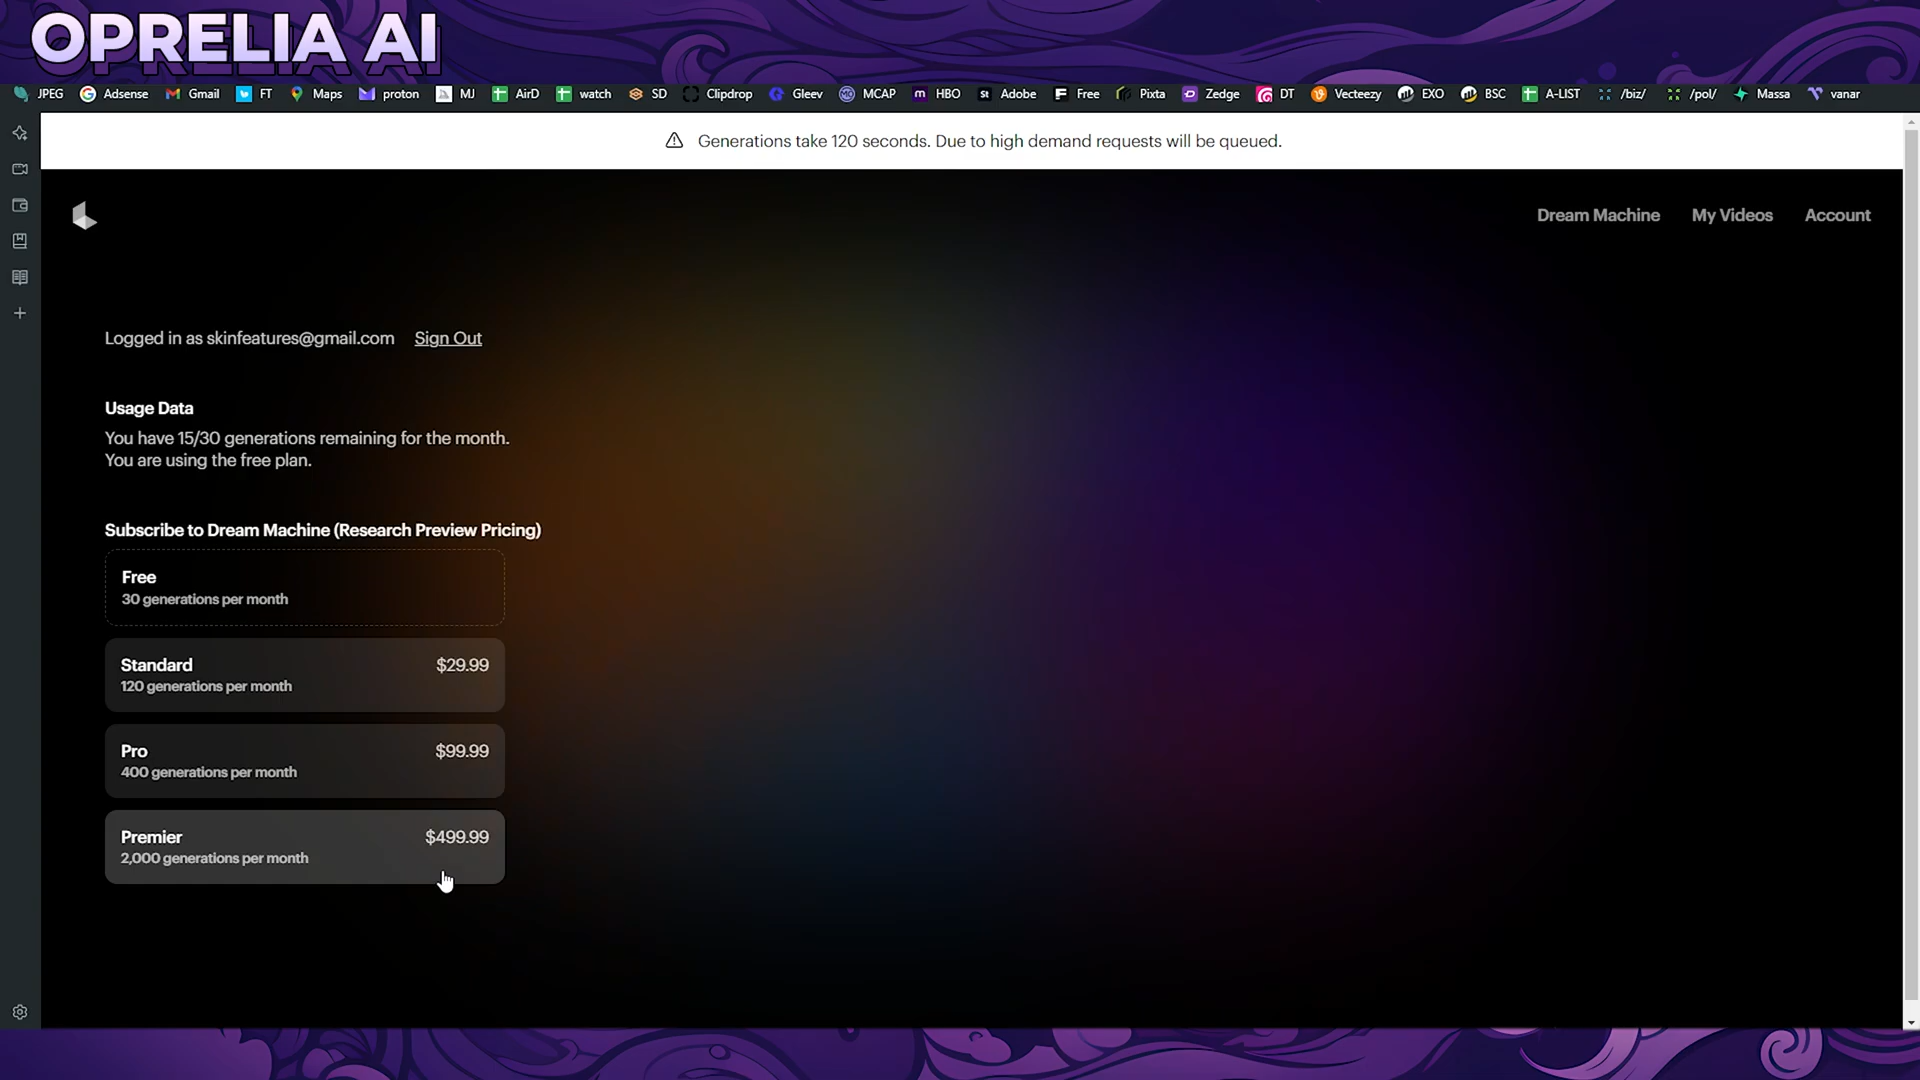 OPRELIA AI
JPEG Adsense Gmail FT Maps proton MJ AirD watch SD Clipdrop Gleev MCAP HBO Adobe Free Pixta Zedge DT Vecteezy EXO BSC A-LIST /biz/ /pol/ Massa vanar
Generations take 120 seconds. Due to high demand requests will be queued.
Dream Machine My Videos Account
Logged in as skinfeatures@gmail.com Sign Out
Usage Data
You have 15/30 generations remaining for the month.
You are using the free plan.
Subscribe to Dream Machine (Research Preview Pricing)
Free
30 generations per month
Standard $29.99
120 generations per month
Pro $99.99
400 generations per month
Premier $499.99
2,000 generations per month